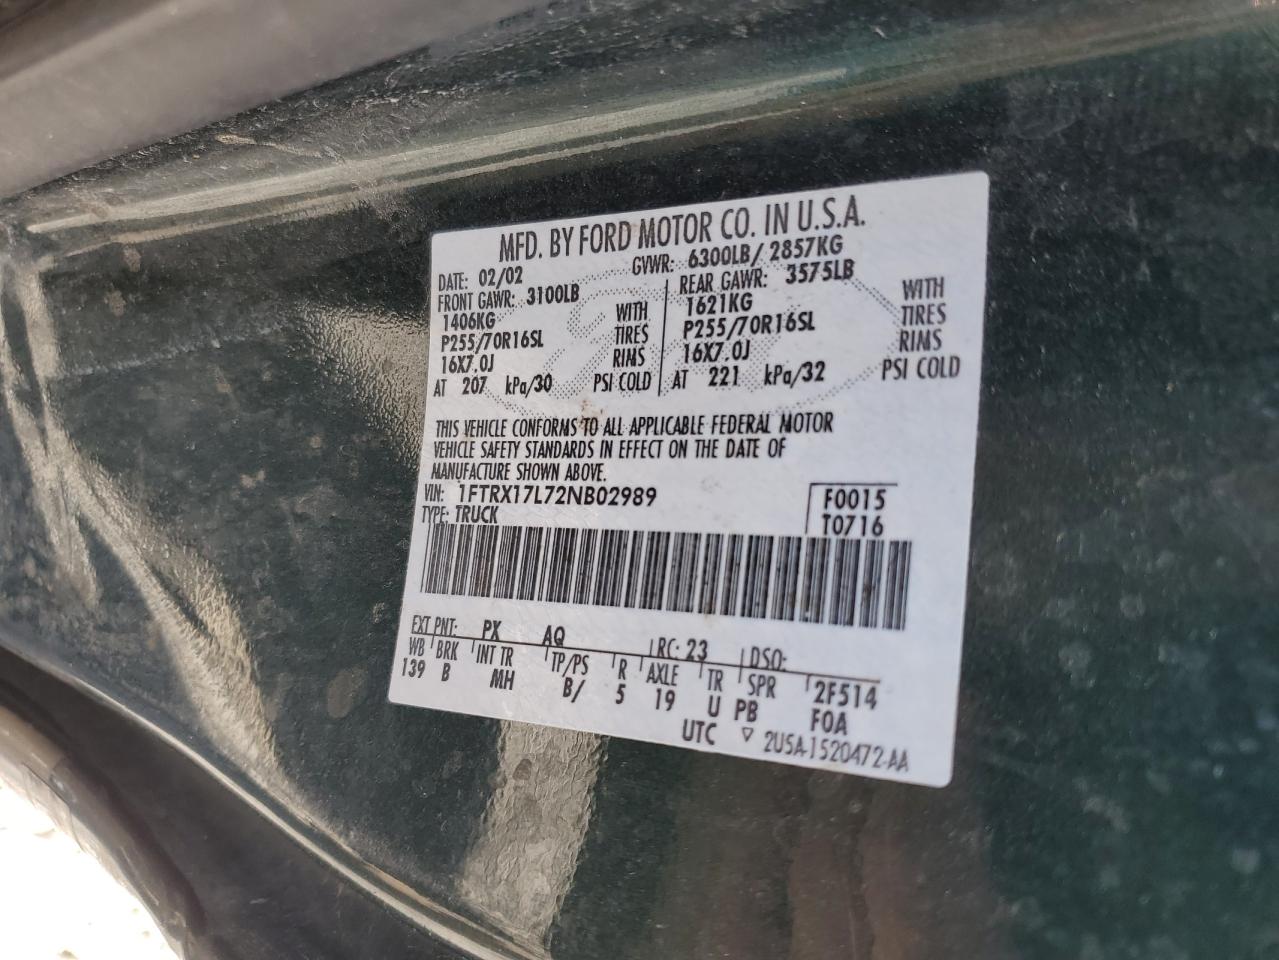 MFD. BY FORD MOTOR CO. IN U.S.A.
DATE: 02/02 GVWR: 6300LB/ 2857KG
FRONT GAWR: 3100LB REAR GAWR: 3575LB
1406KG WITH 1621KG WITH
P255/70R16SL TIRES P255/70R16SL TIRES
16X7.0J RIMS 16X7.0J RIMS
AT 207 kPa/30 PSI COLD AT 221 kPa/32 PSI COLD
THIS VEHICLE CONFORMS TO ALL APPLICABLE FEDERAL MOTOR
VEHICLE SAFETY STANDARDS IN EFFECT ON THE DATE OF
MANUFACTURE SHOWN ABOVE.
VIN: 1FTRX17L72NB02989 F0015
TYPE: TRUCK T0716
EXT PNT: PX AQ RC: 23 DSO:
WB BRK INT TR TP/PS R AXLE TR SPR 2F514
139 B MH B/ 5 19 U PB F0A
UTC ▽ 2U5A-1520472-AA